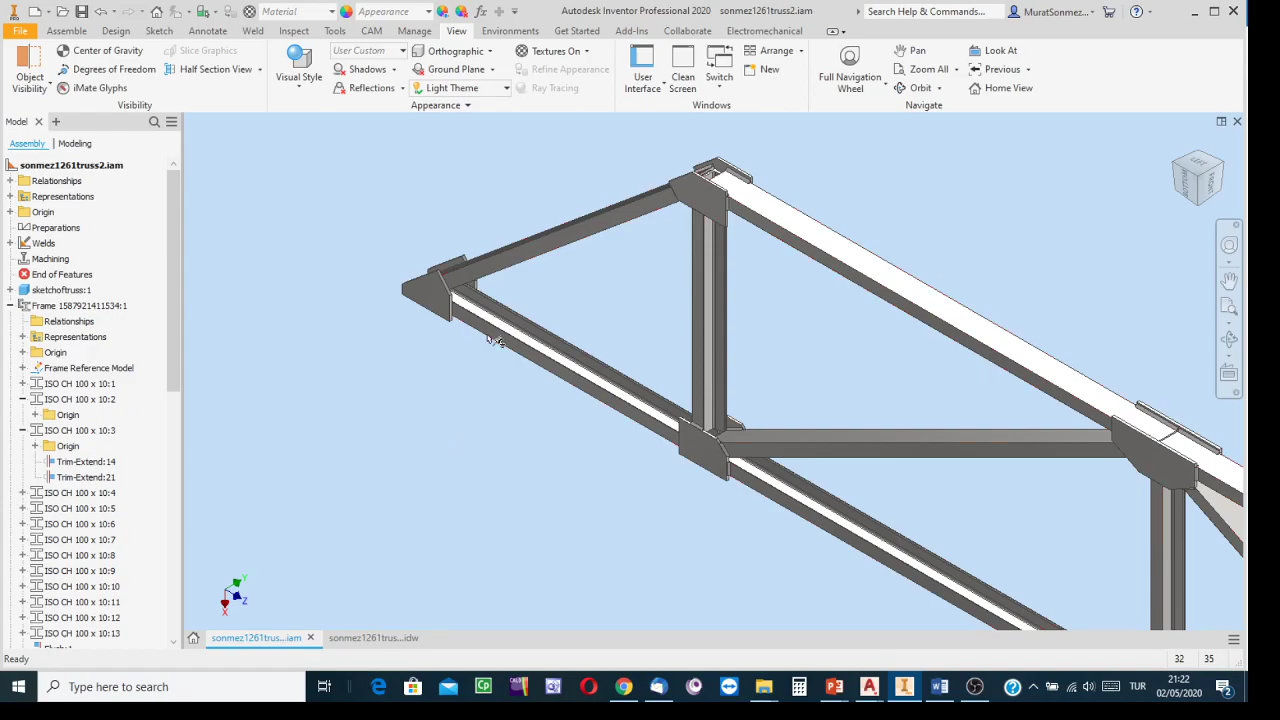 Material
Appearance
Autodesk Inventor Professional 2020 sonmez1261truss2.iam
Search Help & Commands...
MuratSonmez...
PRO
File Assemble Design Sketch Annotate Weld Inspect Tools CAM Manage View Environments Get Started Add-Ins Collaborate Electromechanical
Object Visibility
Center of Gravity
Degrees of Freedom
iMate Glyphs
Slice Graphics
Half Section View
Visibility
Visual Style
User Custom
Shadows
Reflections
Orthographic
Ground Plane
Light Theme
Textures On
Refine Appearance
Ray Tracing
Appearance
User Interface
Clean Screen
Switch
Arrange
New
Windows
Full Navigation Wheel
Pan
Zoom All
Orbit
Look At
Previous
Home View
Navigate
Model
Assembly Modeling
sonmez1261truss2.iam
Relationships
Representations
Origin
Preparations
Welds
Machining
End of Features
sketchoftruss:1
Frame 1587921411534:1
Relationships
Representations
Origin
Frame Reference Model
ISO CH 100 x 10:1
ISO CH 100 x 10:2
Origin
ISO CH 100 x 10:3
Origin
Trim-Extend:14
Trim-Extend:21
ISO CH 100 x 10:4
ISO CH 100 x 10:5
ISO CH 100 x 10:6
ISO CH 100 x 10:7
ISO CH 100 x 10:8
ISO CH 100 x 10:9
ISO CH 100 x 10:10
ISO CH 100 x 10:11
ISO CH 100 x 10:12
ISO CH 100 x 10:13
LEFT
Y
Z
X
sonmez1261trus...iam
sonmez1261trus...idw
Ready
32 35
Type here to search
TUR
21:22
02/05/2020
2